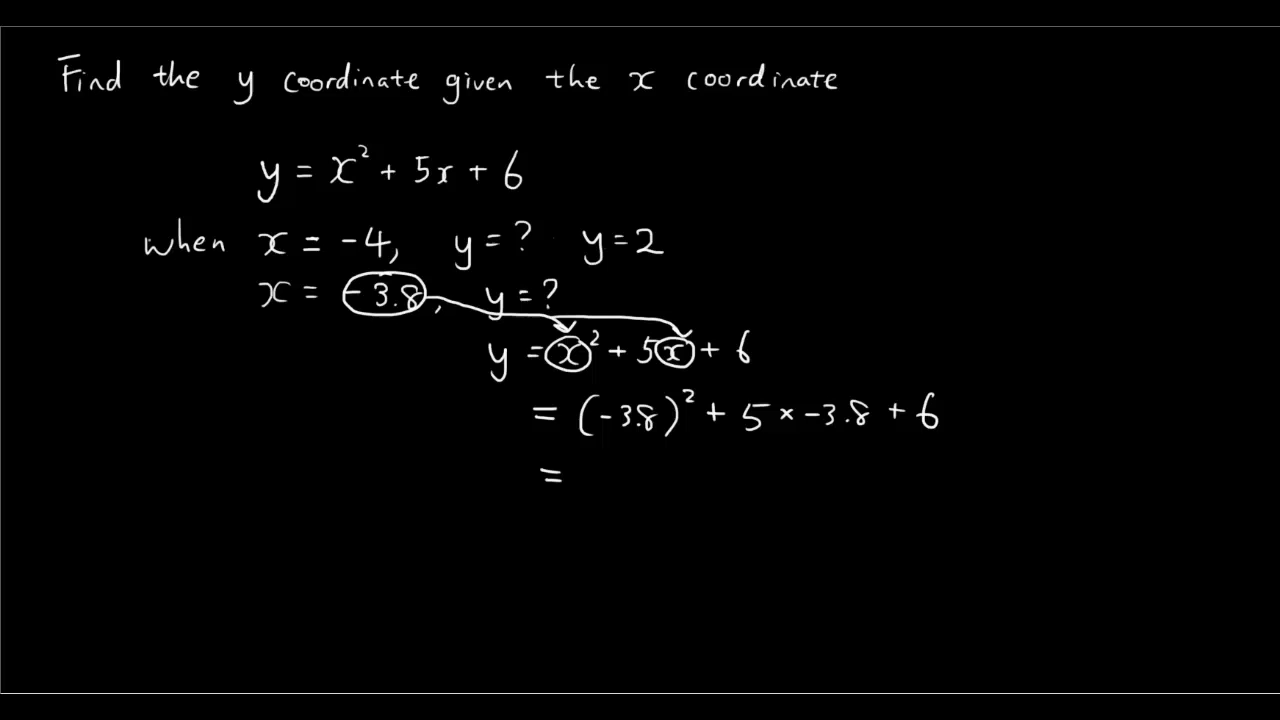 Find the y coordinate given the x coordinate
y = x² + 5x + 6
when x = -4, y = ? y = 2
x = -3.8, y = ?
y = x² + 5x + 6
= (-3.8)² + 5 × -3.8 + 6
=